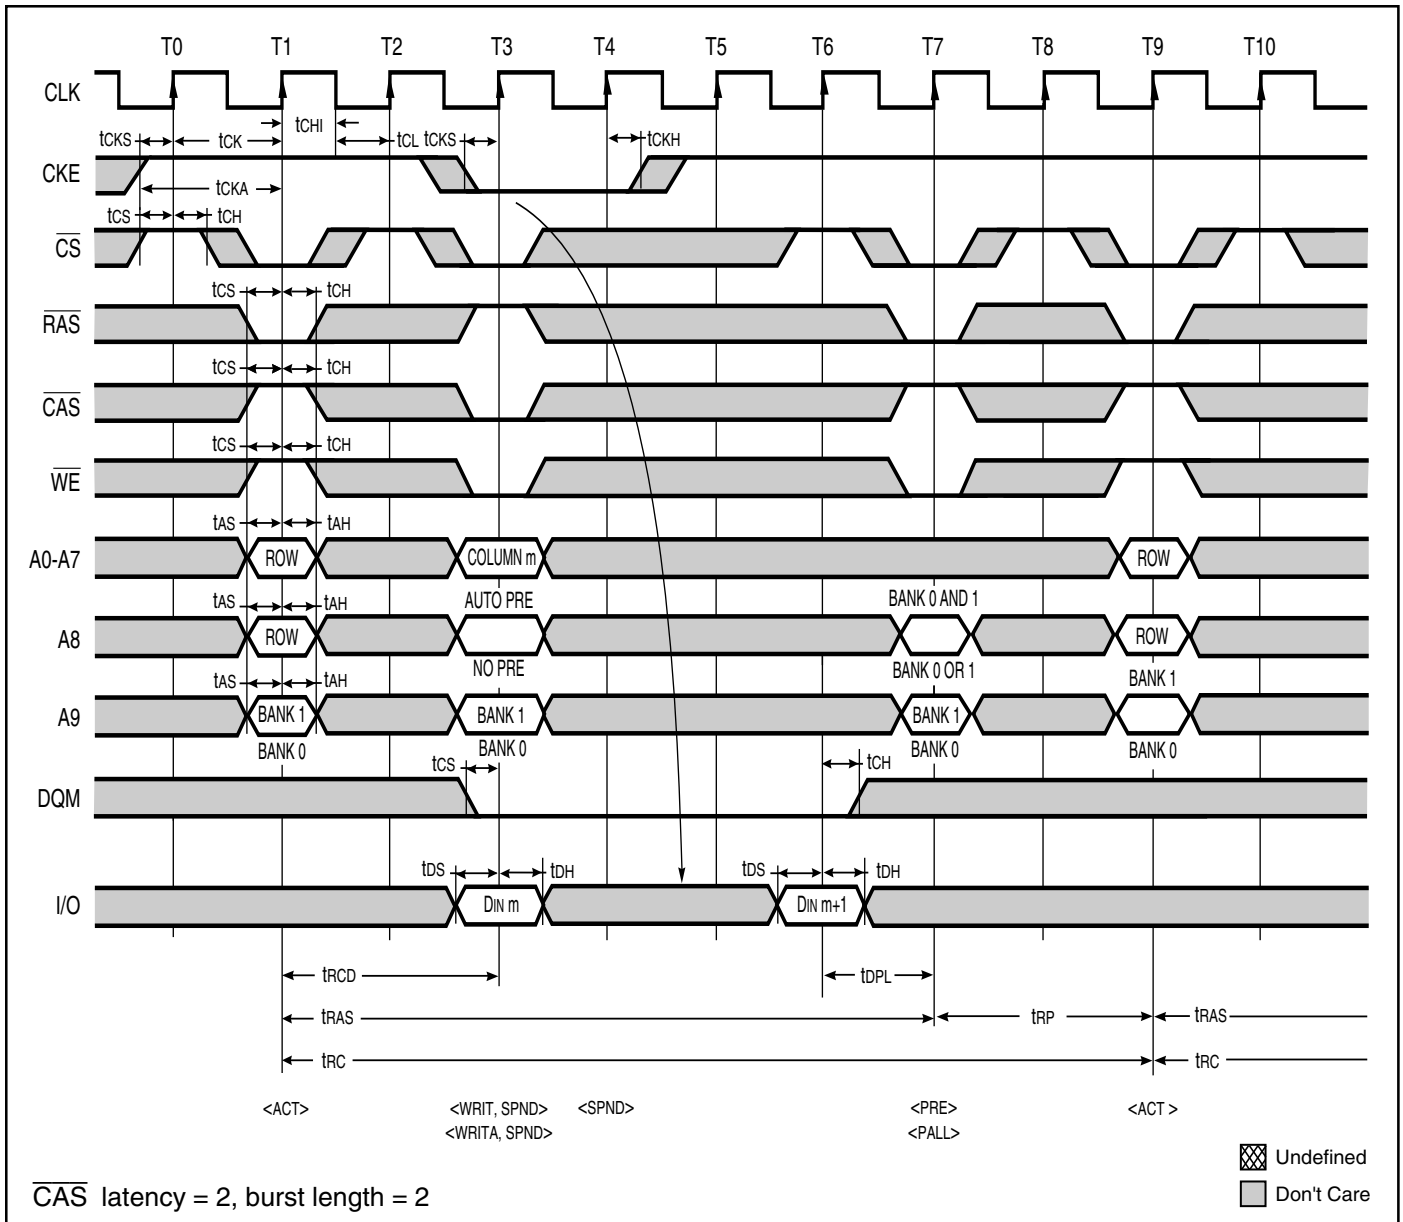 T0 T1 T2 T3 T4 T5 T6 T7 T8 T9 T10
CLK
tCHI
tCKS tCK tCL tCKS tCKH
CKE
tCKA
tCS tCH
CS
tCS tCH
RAS
tCS tCH
CAS
tCS tCH
WE
tAS tAH
A0-A7 ROW COLUMN m ROW
tAS tAH AUTO PRE BANK 0 AND 1
A8 ROW ROW
NO PRE BANK 0 OR 1 BANK 1
tAS tAH
A9 BANK 1 BANK 1 BANK 1
BANK 0 BANK 0 BANK 0 BANK 0
tCS tCH
DQM
tDS tDH tDS tDH
I/O DIN m DIN m+1
tRCD tDPL
tRAS tRP tRAS
tRC tRC
<ACT> <WRIT, SPND> <SPND> <PRE> <ACT >
<WRITA, SPND> <PALL>
Undefined
CAS latency = 2, burst length = 2 Don't Care